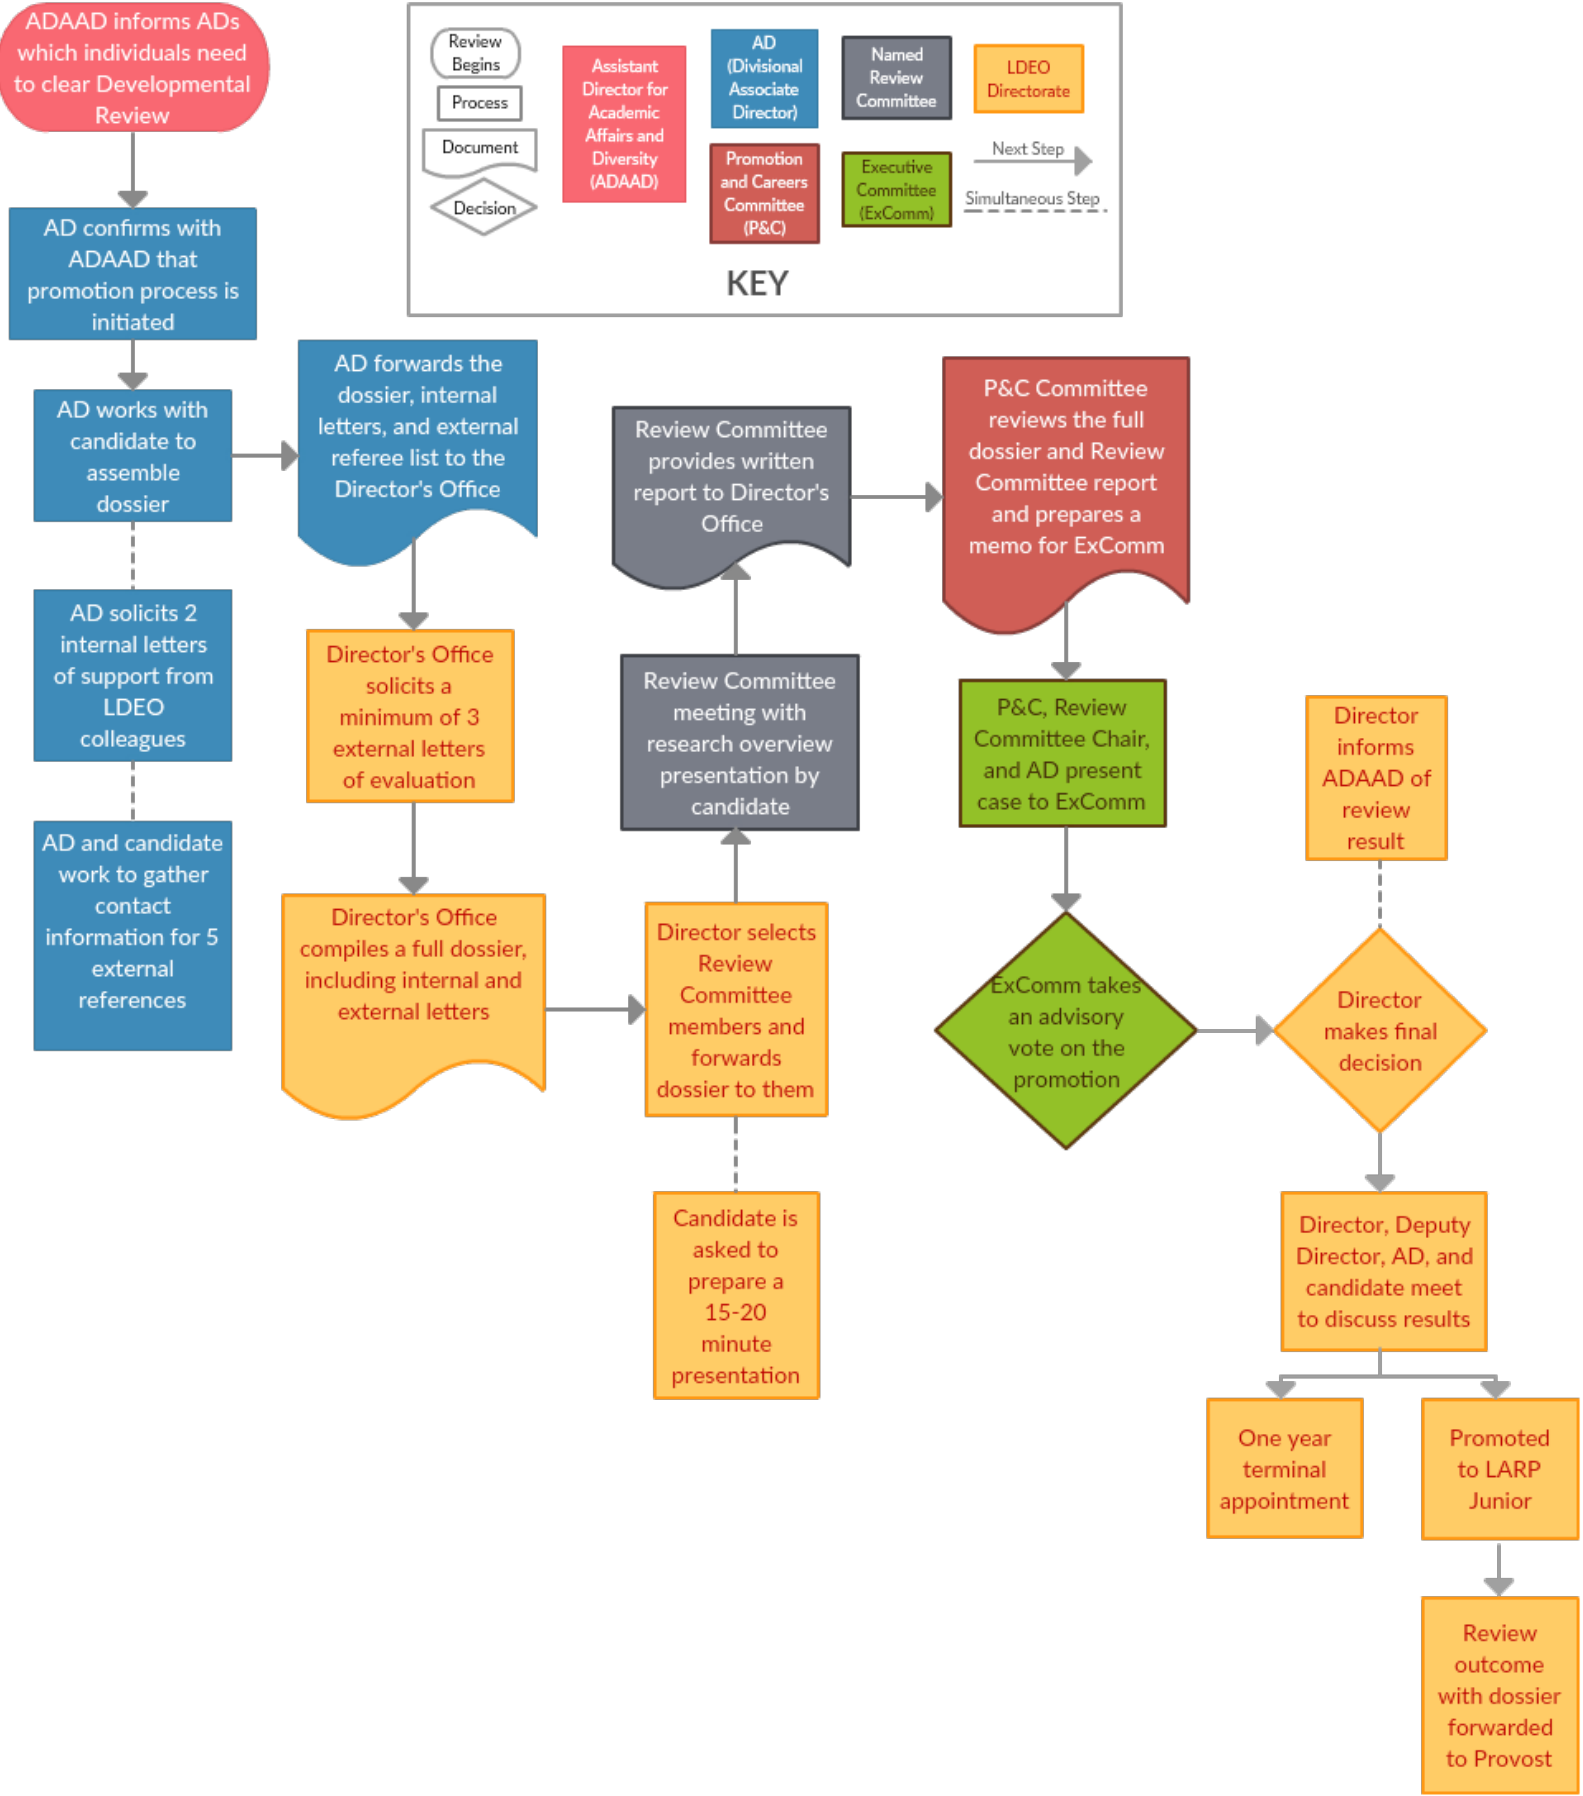 ADAAD informs ADs
which individuals need
to clear Developmental
Review
Review
Begins
Process
Document
Decision
Assistant
Director for
Academic
Affairs and
Diversity
(ADAAD)
AD
(Divisional
Associate
Director)
Promotion
and Careers
Committee
(P&C)
Named
Review
Committee
Executive
Committee
(ExComm)
LDEO
Directorate
Next Step
Simultaneous Step
KEY
AD confirms with
ADAAD that
promotion process is
initiated
AD works with
candidate to
assemble
dossier
AD solicits 2
internal letters
of support from
LDEO
colleagues
AD and candidate
work to gather
contact
information for 5
external
references
AD forwards the
dossier, internal
letters, and external
referee list to the
Director's Office
Director's Office
solicits a
minimum of 3
external letters
of evaluation
Director's Office
compiles a full dossier,
including internal and
external letters
Director selects
Review
Committee
members and
forwards
dossier to them
Candidate is
asked to
prepare a
15-20
minute
presentation
Review Committee
meeting with
research overview
presentation by
candidate
Review Committee
provides written
report to Director's
Office
P&C Committee
reviews the full
dossier and Review
Committee report
and prepares a
memo for ExComm
P&C, Review
Committee Chair,
and AD present
case to ExComm
ExComm takes
an advisory
vote on the
promotion
Director
makes final
decision
Director
informs
ADAAD of
review
result
Director, Deputy
Director, AD, and
candidate meet
to discuss results
One year
terminal
appointment
Promoted
to LARP
Junior
Review
outcome
with dossier
forwarded
to Provost